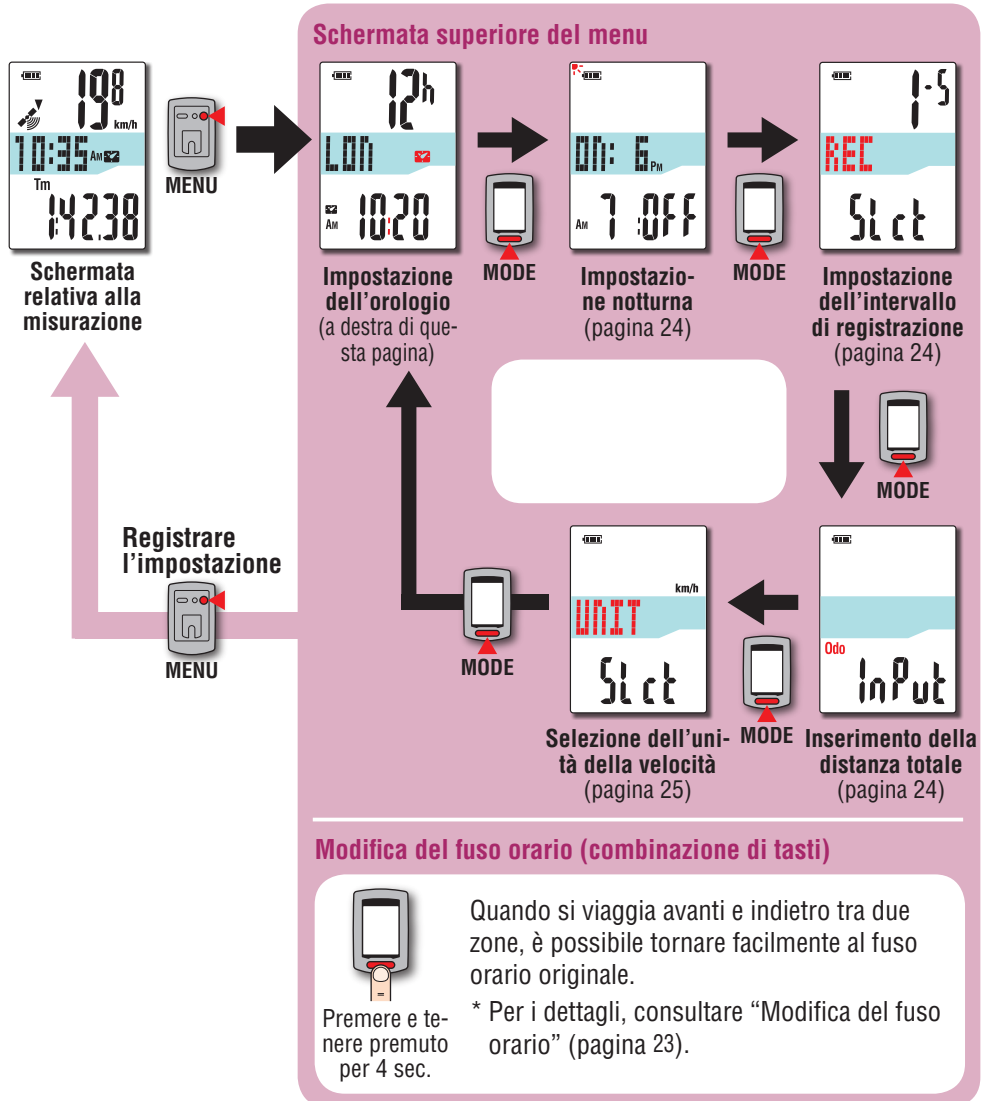 Schermata superiore del menu
198
km/h
10:35 AM
Tm
1:42.38
Schermata
relativa alla
misurazione
MENU
12h
LON
AM 10:20
Impostazione
dell’orologio
(a destra di que-
sta pagina)
MODE
ON: 6 PM
AM 7 :OFF
Impostazio-
ne notturna
(pagina 24)
MODE
1-5
REC
SLct
Impostazione
dell’intervallo
di registrazione
(pagina 24)
MODE
Odo
InPut
Inserimento della
distanza totale
(pagina 24)
MODE
km/h
UNIT
SLct
Selezione dell’uni-
tà della velocità
(pagina 25)
MODE
Registrare
l’impostazione
MENU
Modifica del fuso orario (combinazione di tasti)
Premere e te-
nere premuto
per 4 sec.
Quando si viaggia avanti e indietro tra due
zone, è possibile tornare facilmente al fuso
orario originale.
* Per i dettagli, consultare “Modifica del fuso
orario” (pagina 23).